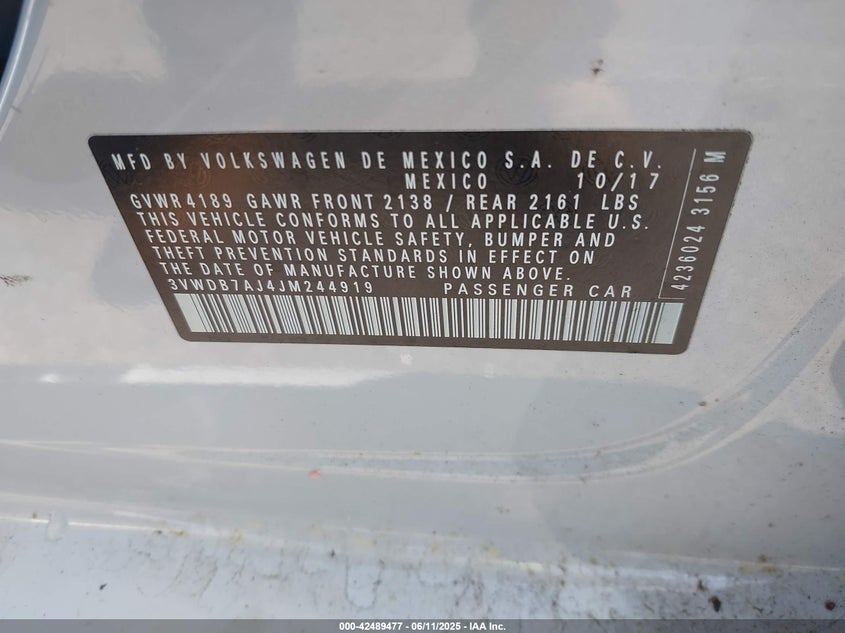 MFD BY VOLKSWAGEN DE MEXICO S.A. DE C.V.
MEXICO 10/17
GVWR 4189 GAWR FRONT 2138 / REAR 2161 LBS
THIS VEHICLE CONFORMS TO ALL APPLICABLE U.S.
FEDERAL MOTOR VEHICLE SAFETY, BUMPER AND
THEFT PREVENTION STANDARDS IN EFFECT ON
THE DATE OF MANUFACTURE SHOWN ABOVE.
3VWDB7AJ4JM244919 PASSENGER CAR
4236024 3156 M
000-42489477 - 06/11/2025 - IAA Inc.